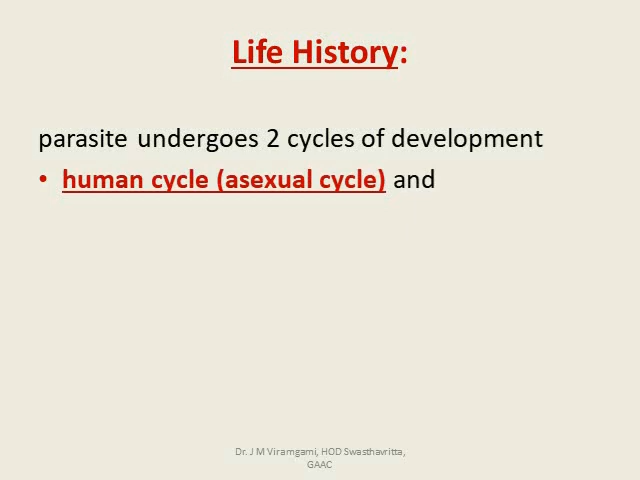 Life History:
parasite undergoes 2 cycles of development
• human cycle (asexual cycle) and
Dr. J M Viramgami, HOD Swasthavritta,
GAAC